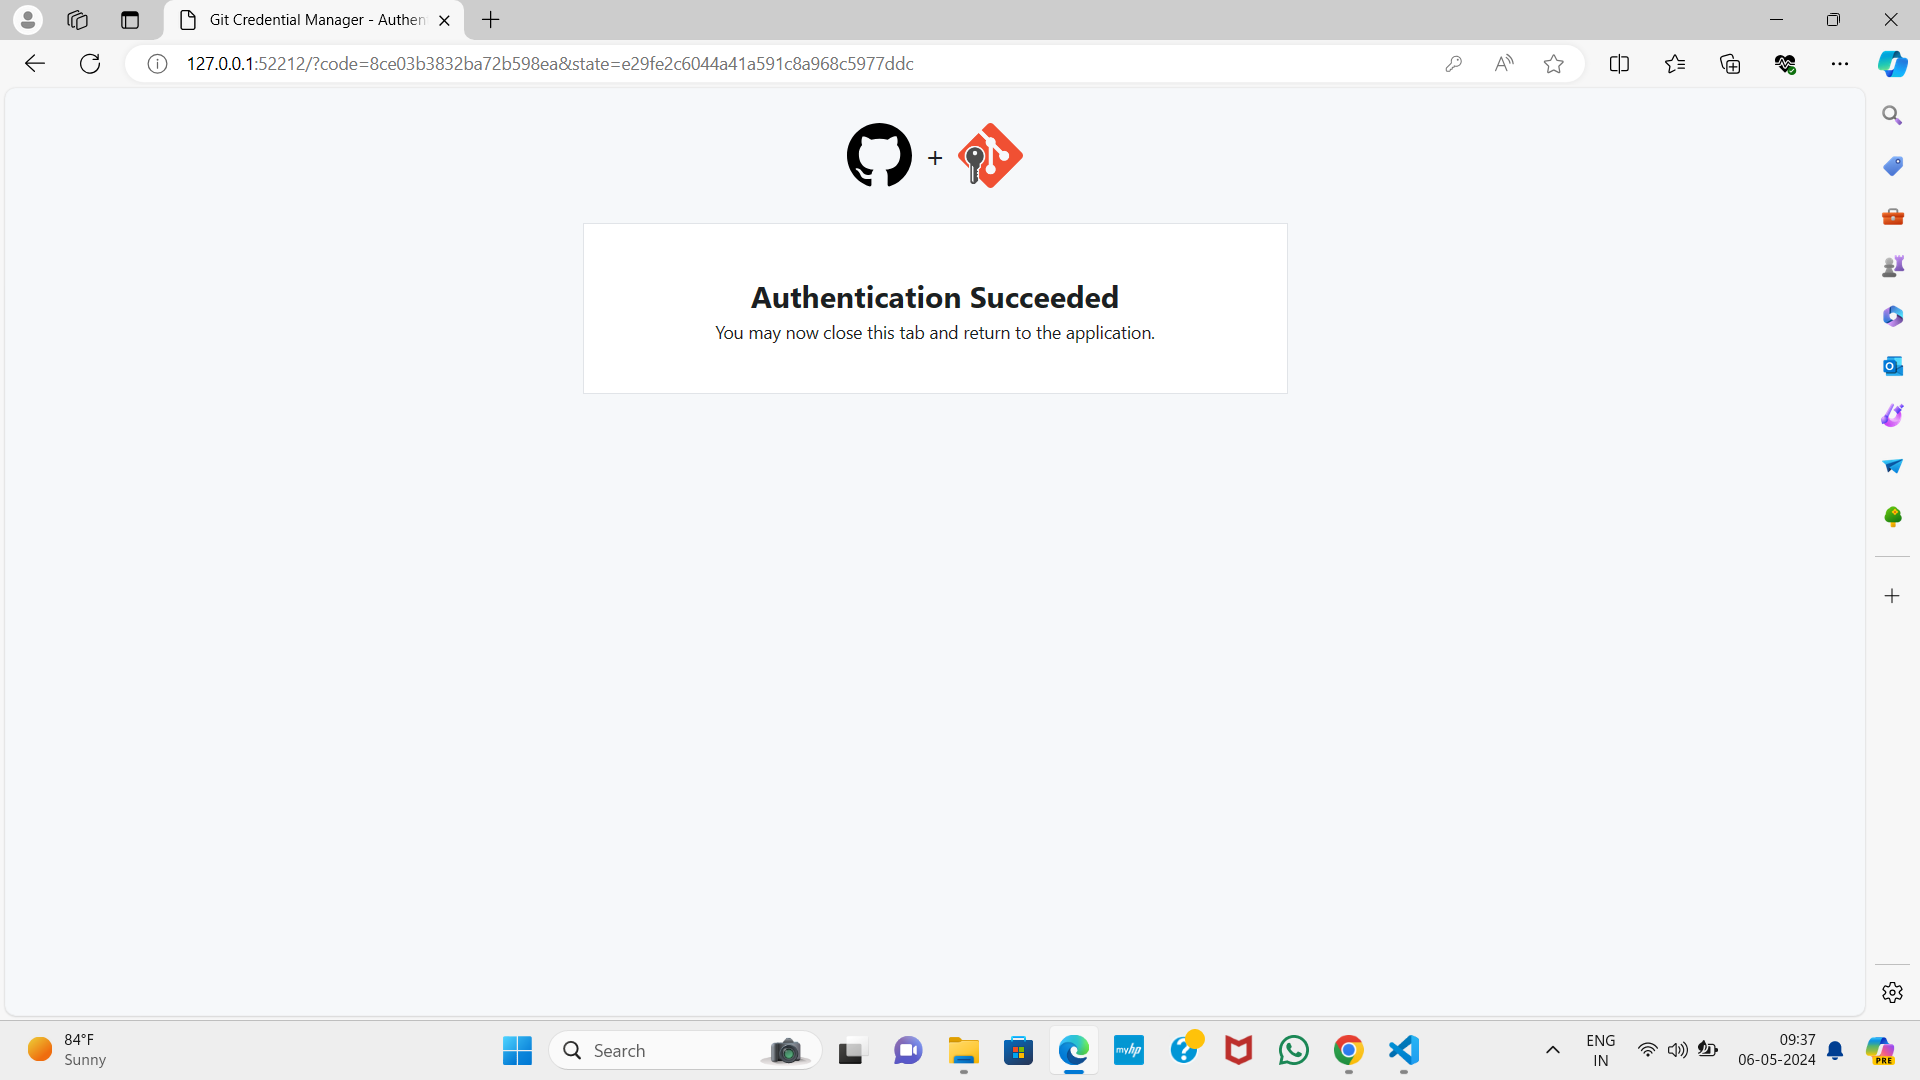 Git Credential Manager - Authen
127.0.0.1:52212/?code=8ce03b3832ba72b598ea&state=e29fe2c6044a41a591c8a968c5977ddc
Authentication Succeeded
You may now close this tab and return to the application.
84°F
Sunny
Search
myhp
ENG
IN
09:37
06-05-2024
PRE